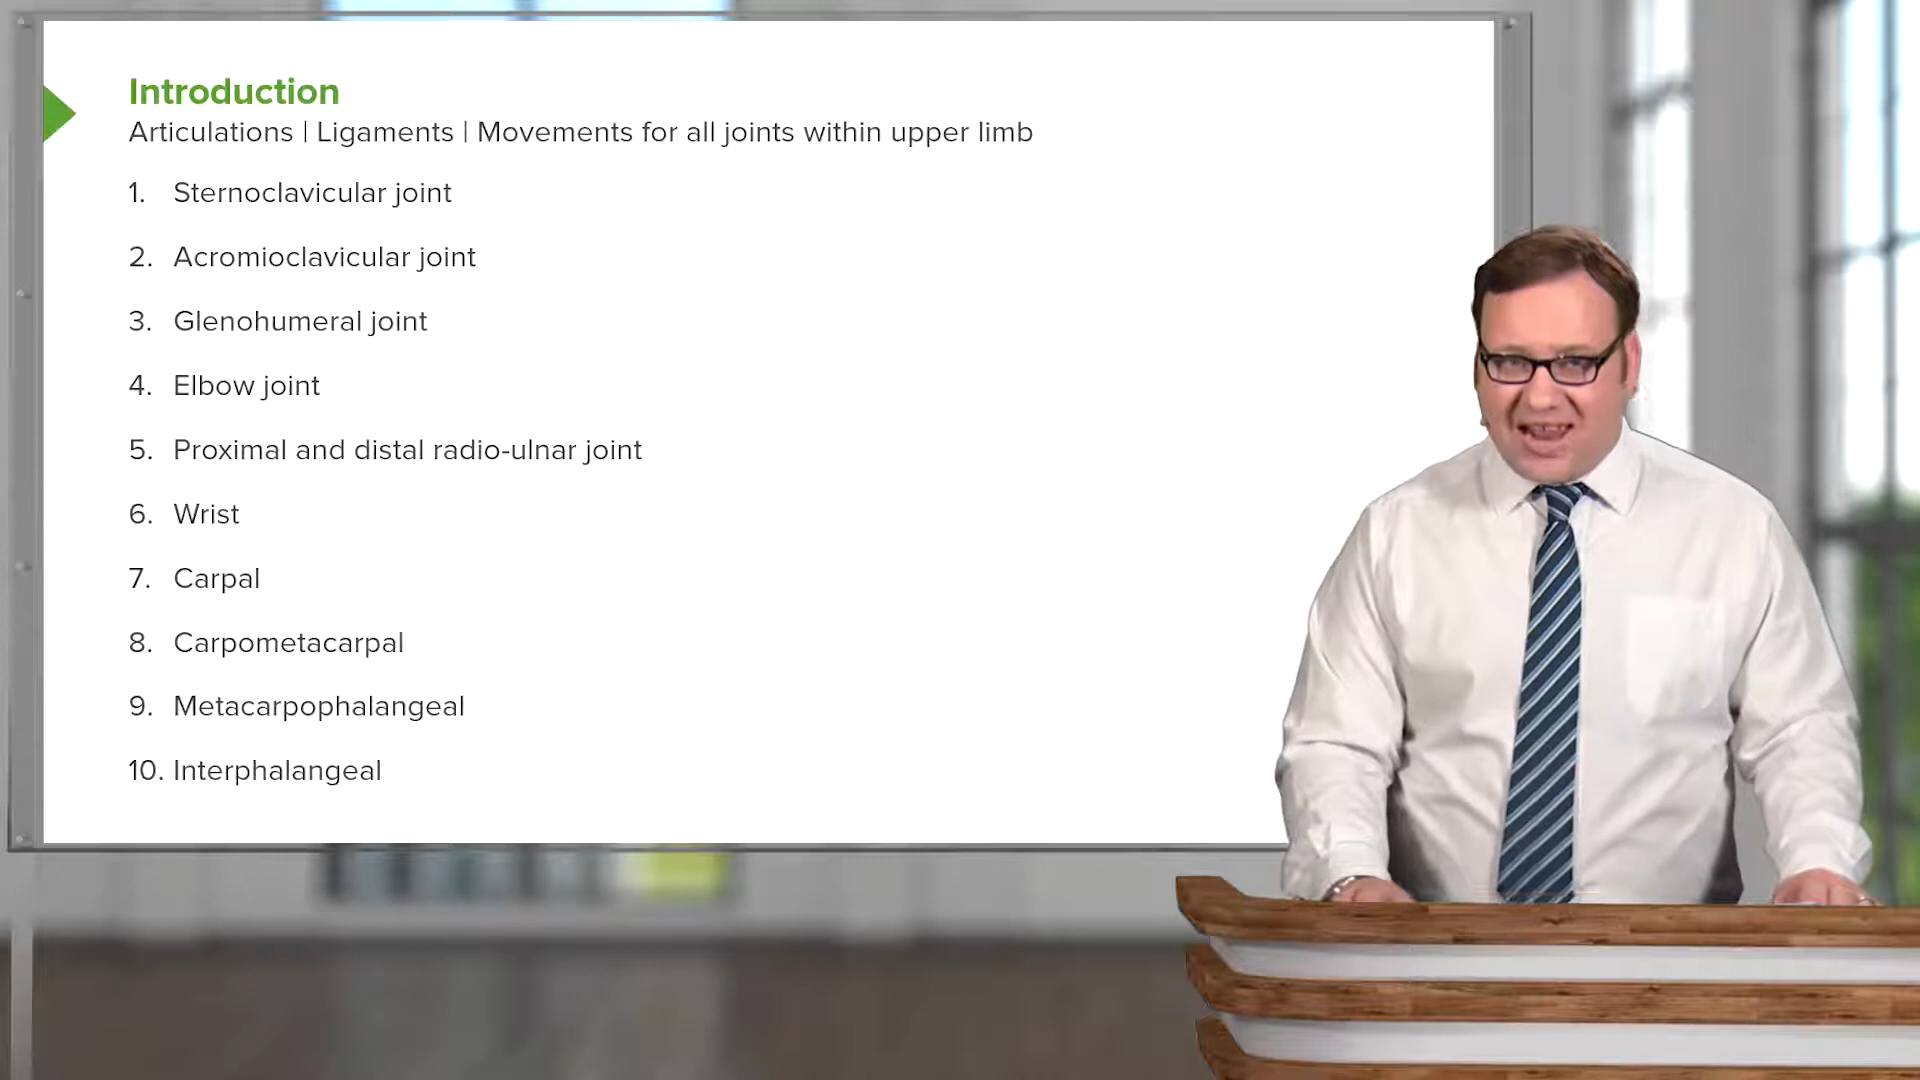 Introduction
Articulations | Ligaments | Movements for all joints within upper limb
1. Sternoclavicular joint
2. Acromioclavicular joint
3. Glenohumeral joint
4. Elbow joint
5. Proximal and distal radio-ulnar joint
6. Wrist
7. Carpal
8. Carpometacarpal
9. Metacarpophalangeal
10. Interphalangeal